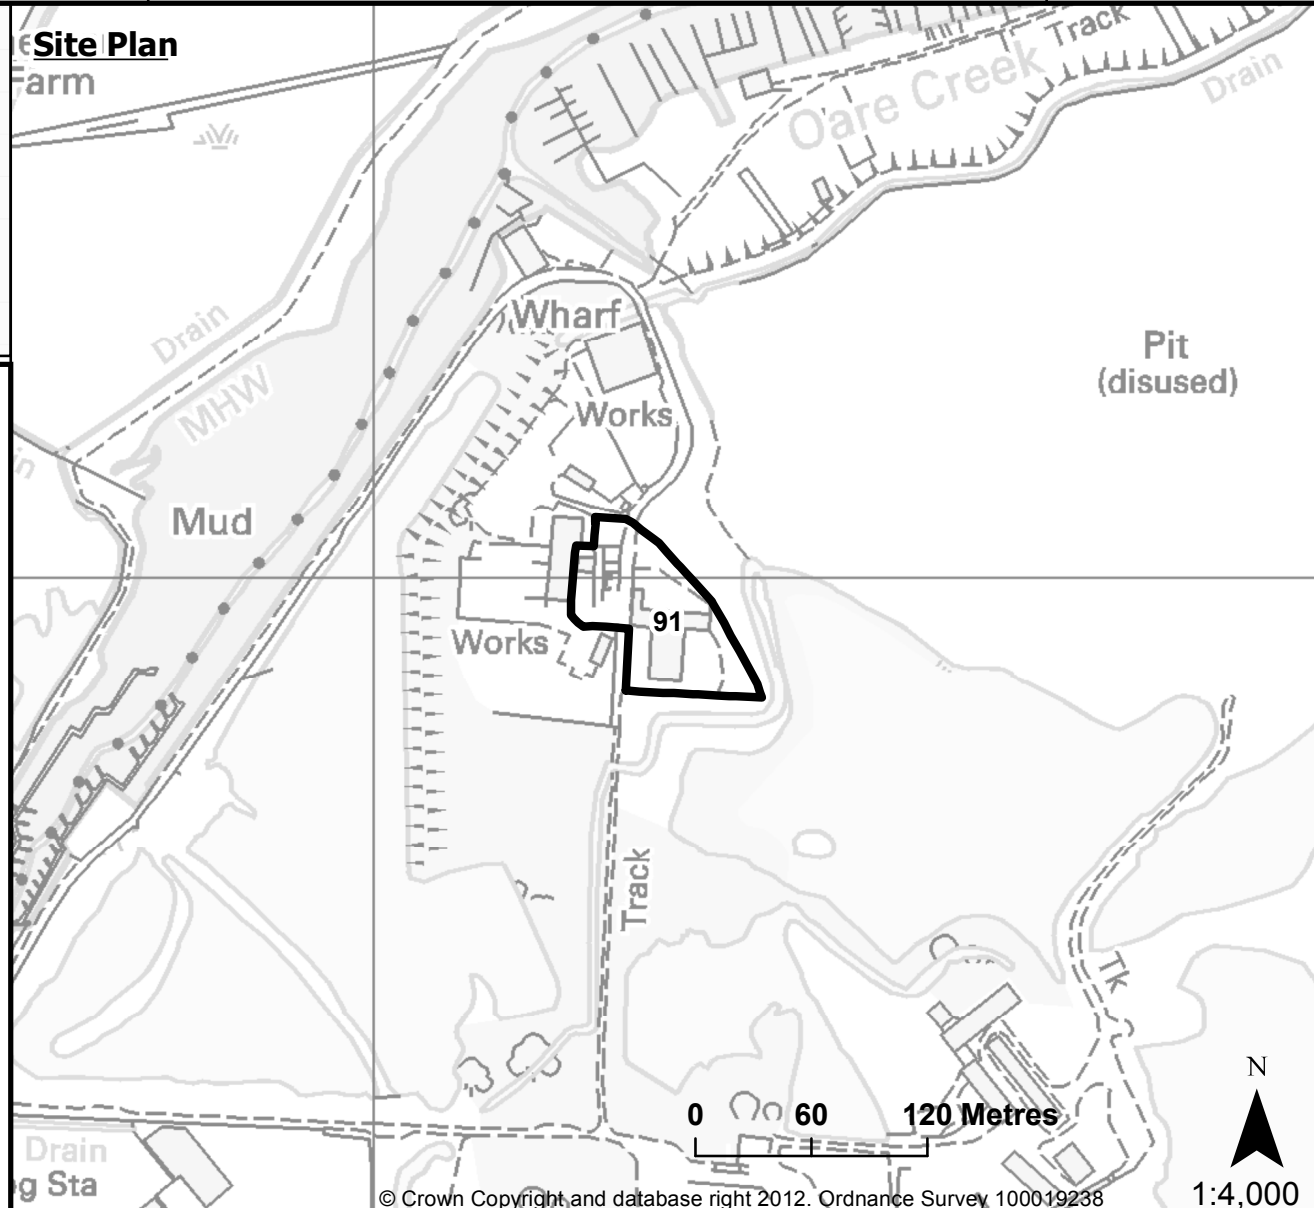 Site Plan
Farm
Track
Oare Creek
Drain
Wharf
Drain
Pit
(disused)
MHW
Works
Mud
91
Works
Track
Tk
N
0 60 120 Metres
Drain
Sta
1:4,000
© Crown Copyright and database right 2012. Ordnance Survey 100019238